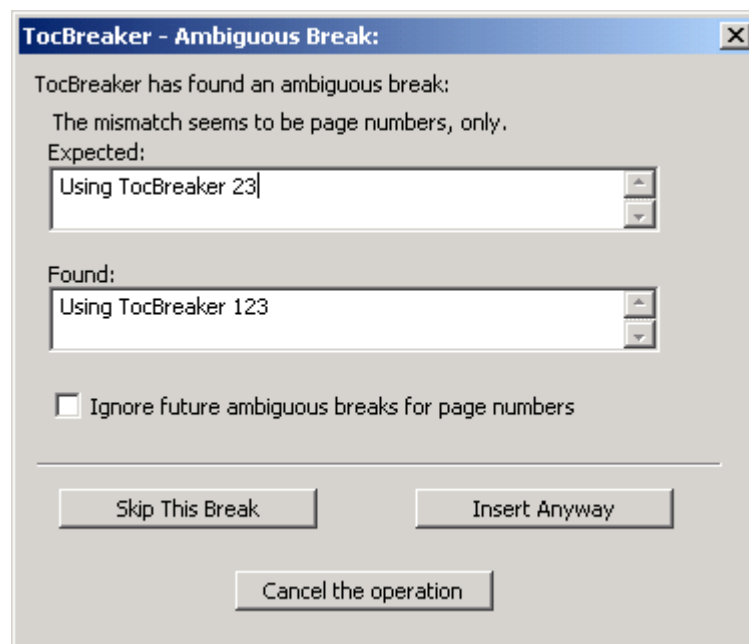 TocBreaker - Ambiguous Break:
TocBreaker has found an ambiguous break:
The mismatch seems to be page numbers, only.
Expected:
Using TocBreaker 23
Found:
Using TocBreaker 123
Ignore future ambiguous breaks for page numbers
Skip This Break
Insert Anyway
Cancel the operation